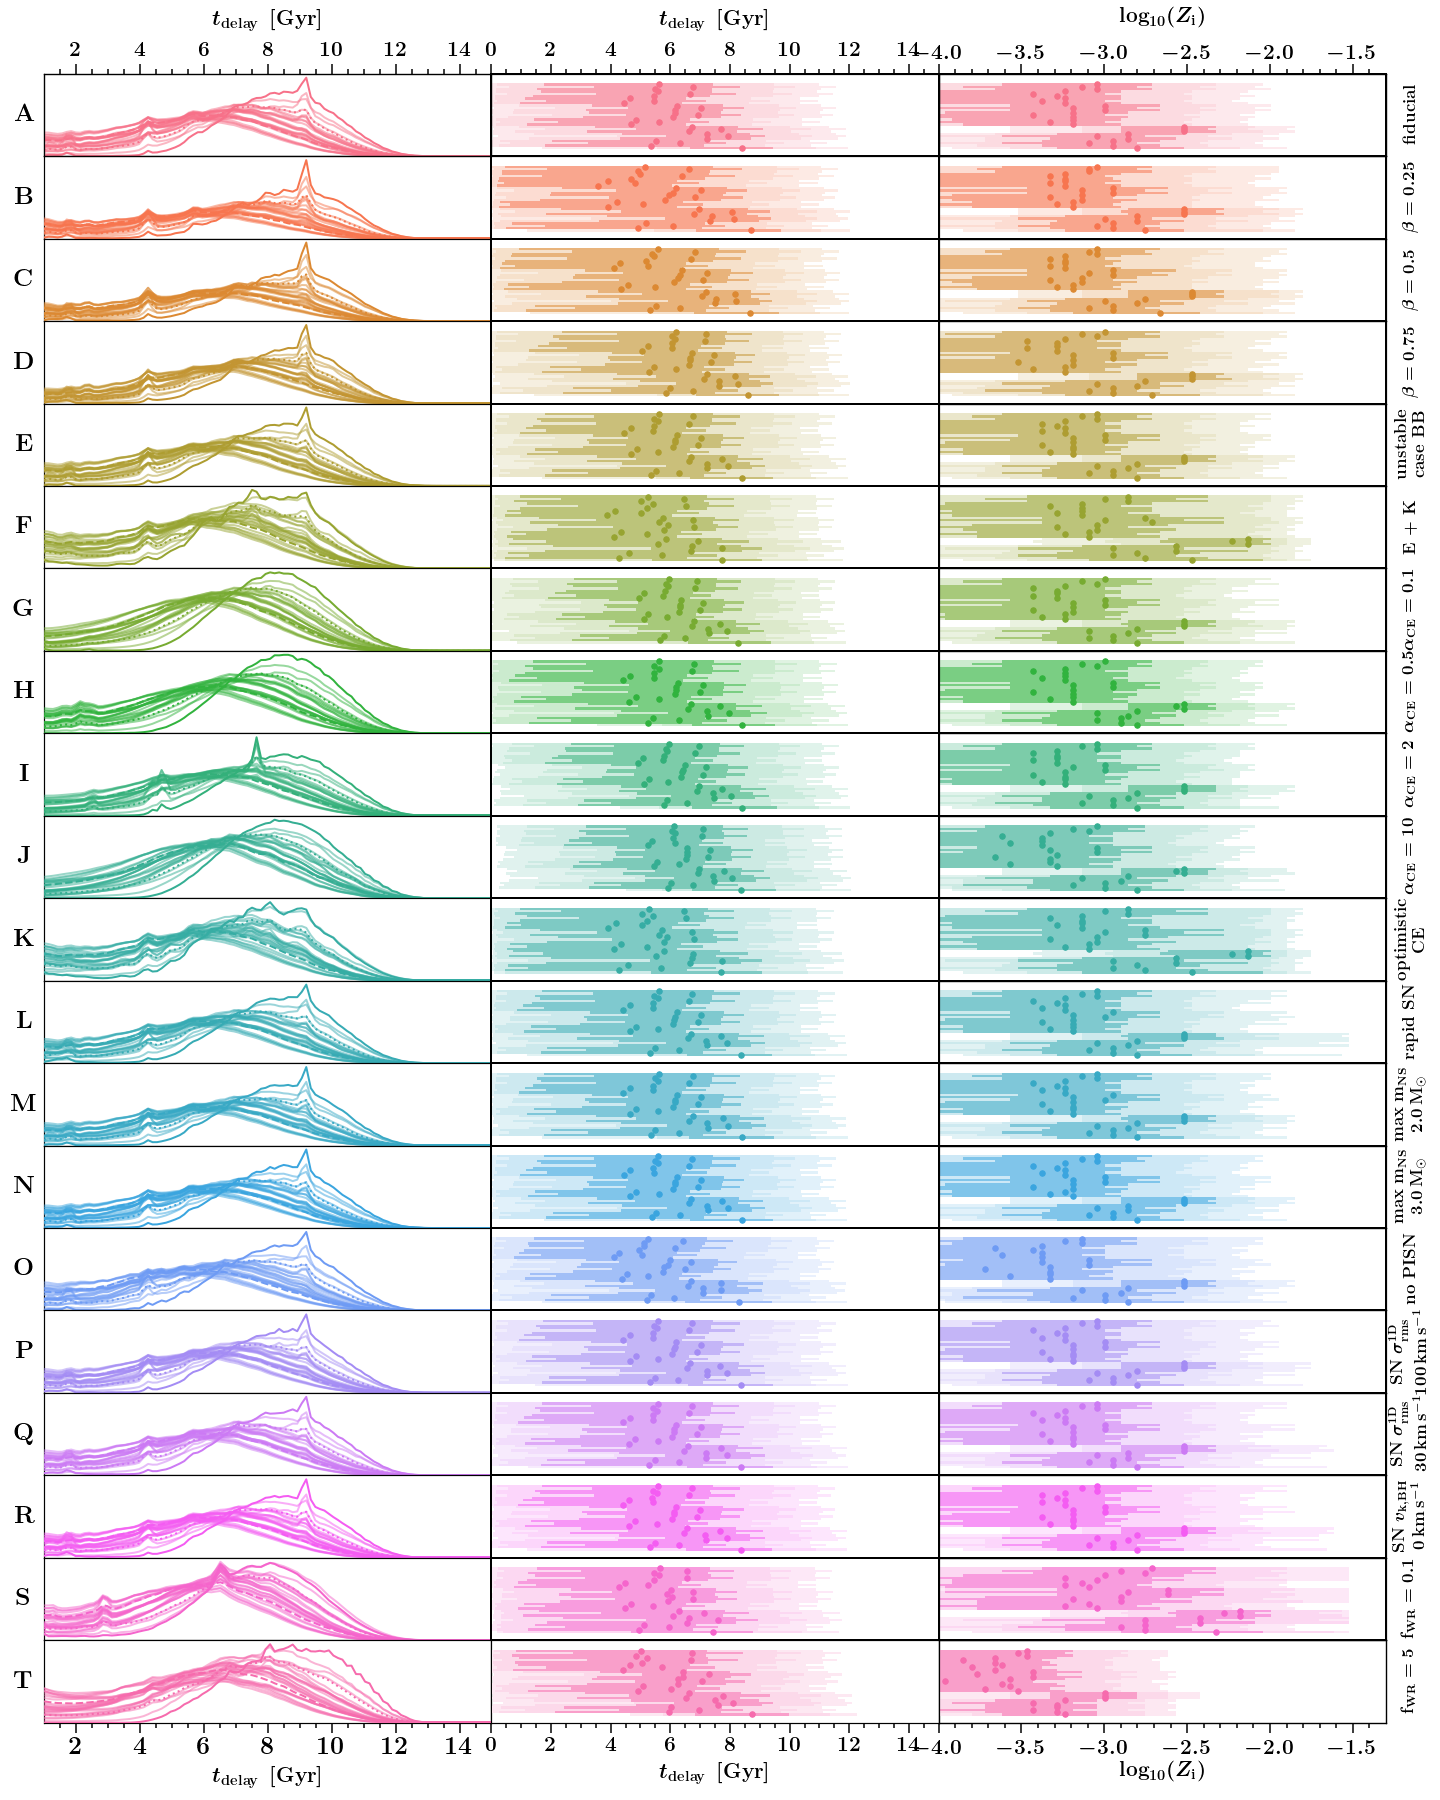 t_delay [Gyr] t_delay [Gyr] log₁₀(Z_i)
2 4 6 8 10 12 14 0 2 4 6 8 10 12 14 −4.0 −3.5 −3.0 −2.5 −2.0 −1.5
A fiducial
B β = 0.25
C β = 0.5
D β = 0.75
E unstable
case BB
F E + K
G α_CE = 0.1
H α_CE = 0.5
I α_CE = 2
J α_CE = 10
K optimistic
CE
L rapid SN
M max m_NS
2.0 M_⊙
N max m_NS
3.0 M_⊙
O no PISN
P SN σ_rms^1D
100 km s⁻¹
Q SN σ_rms^1D
30 km s⁻¹
R SN v_k,BH
0 km s⁻¹
S f_WR = 0.1
T f_WR = 5
2 4 6 8 10 12 14 0 2 4 6 8 10 12 14 −4.0 −3.5 −3.0 −2.5 −2.0 −1.5
t_delay [Gyr] t_delay [Gyr] log₁₀(Z_i)